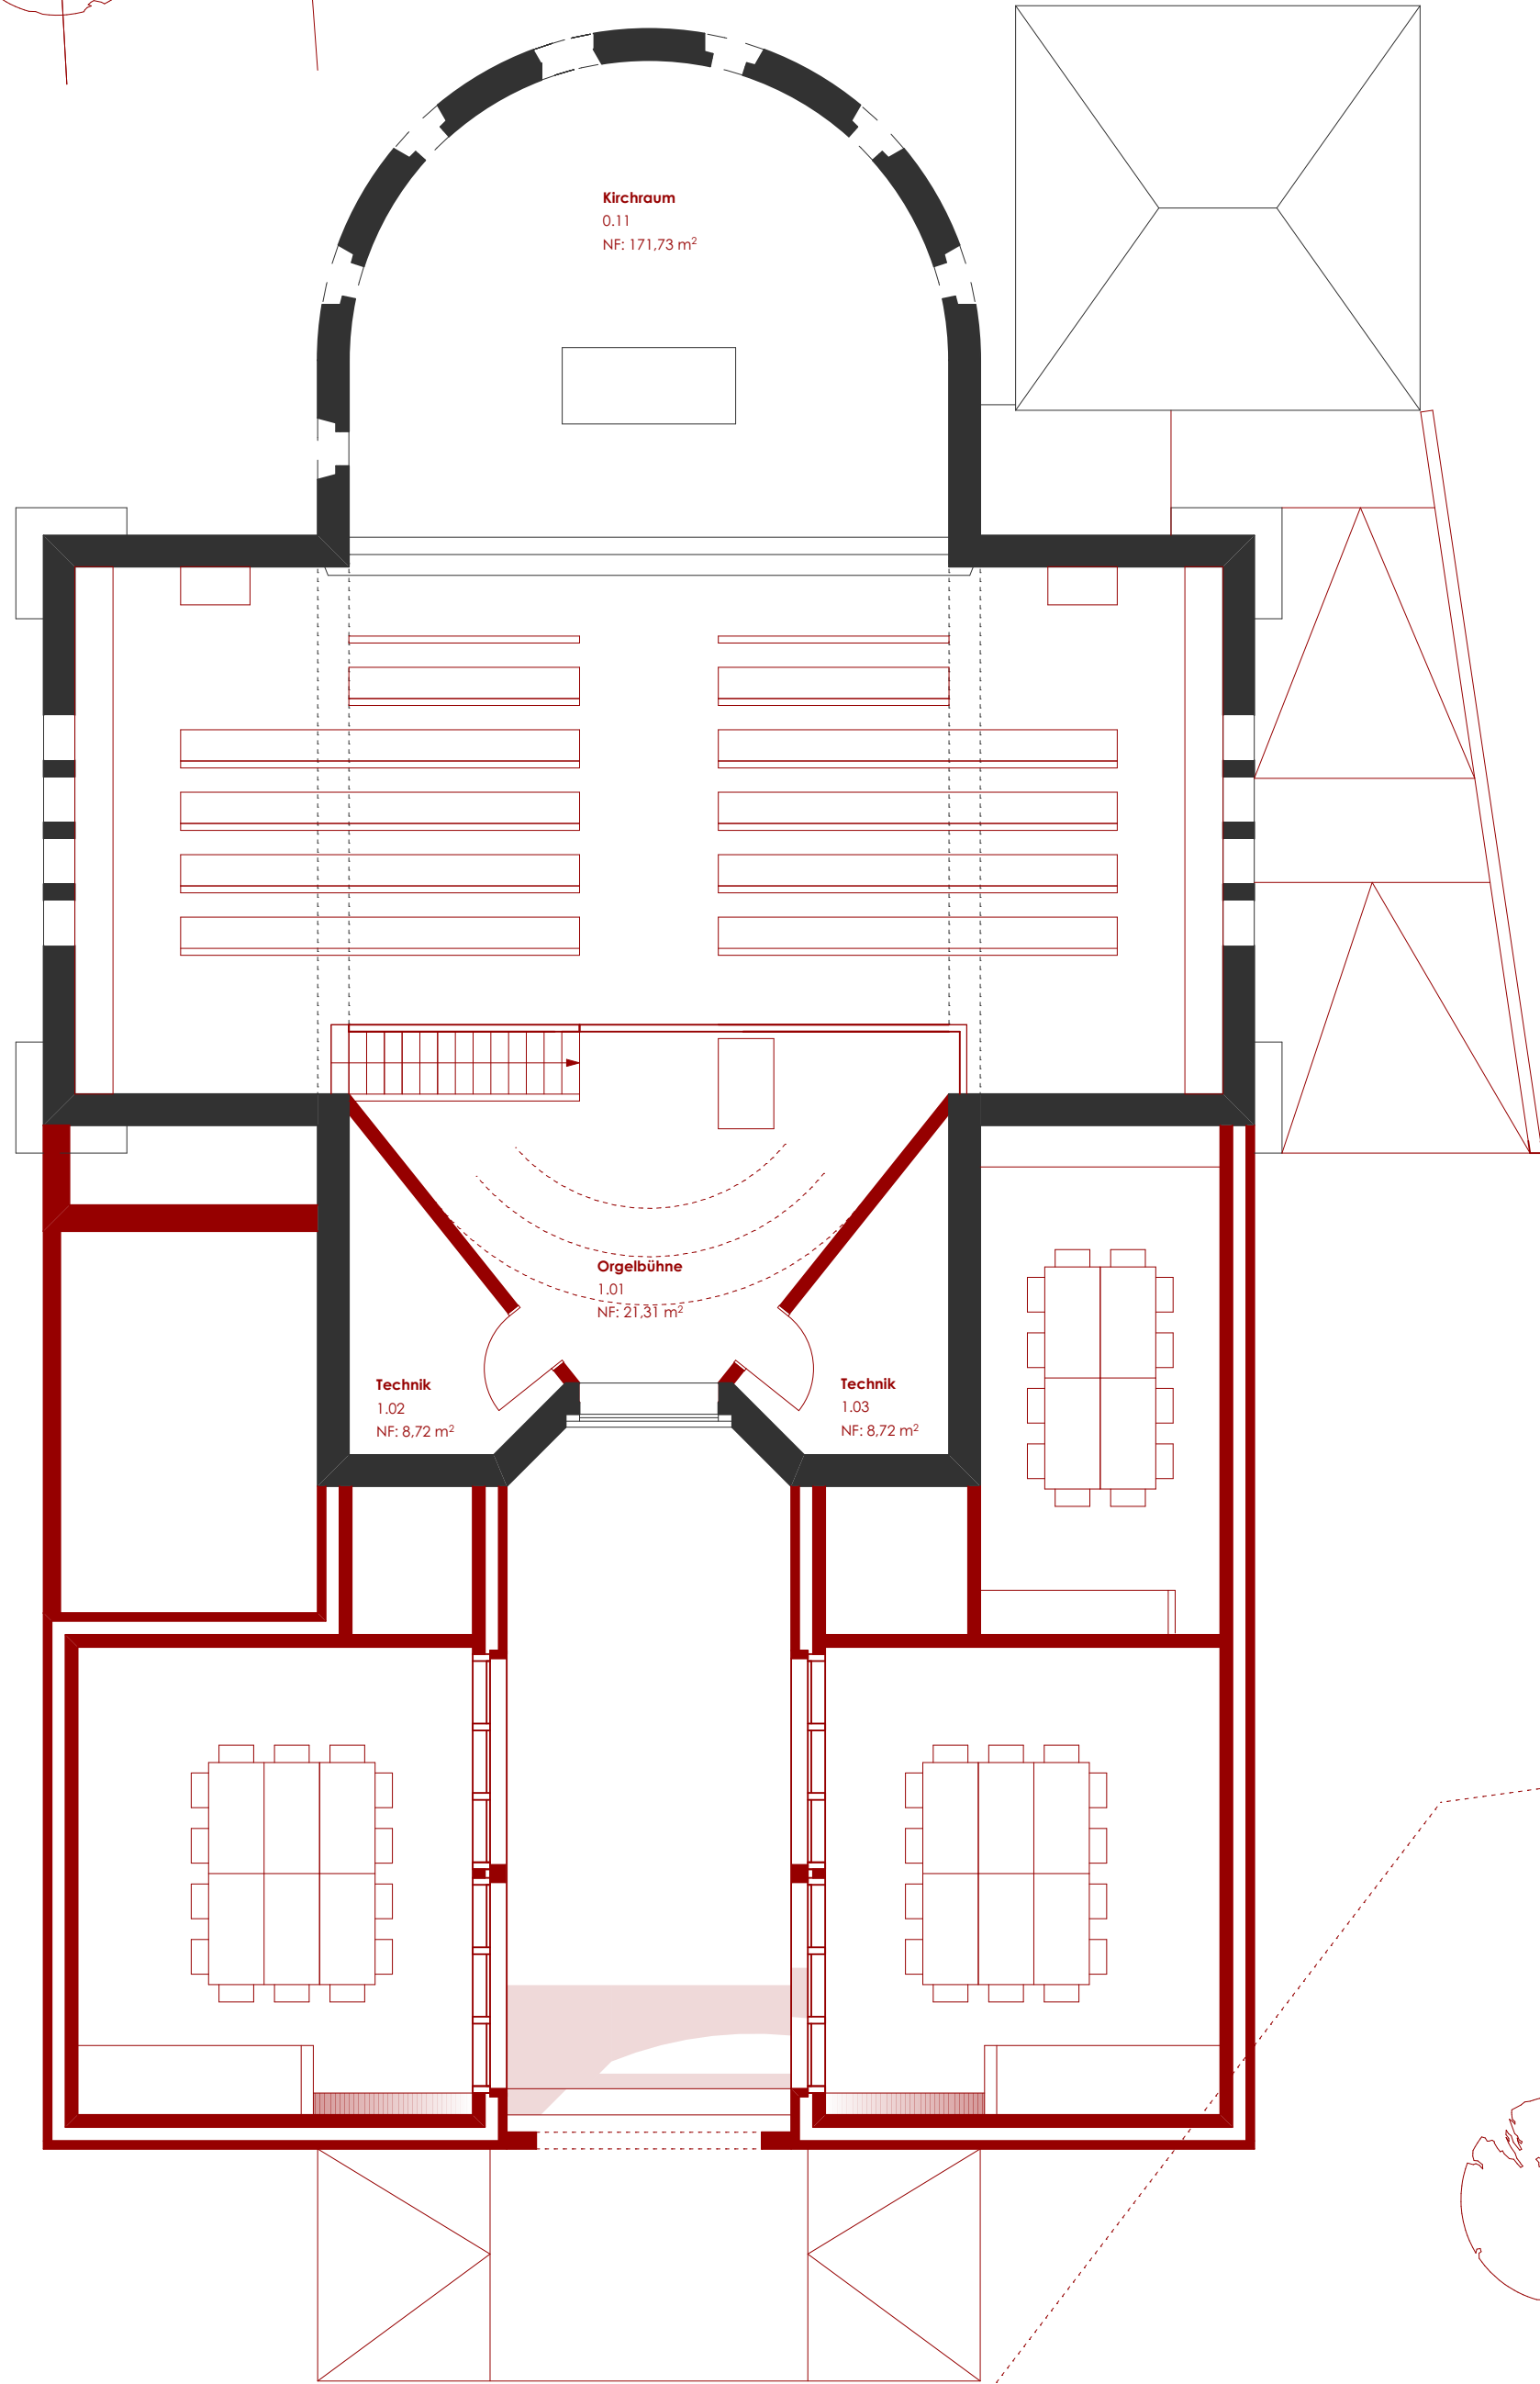 Kirchraum
0.11
NF: 171,73 m²
Orgelbühne
1.01
NF: 21,31 m²
Technik
1.02
NF: 8,72 m²
Technik
1.03
NF: 8,72 m²